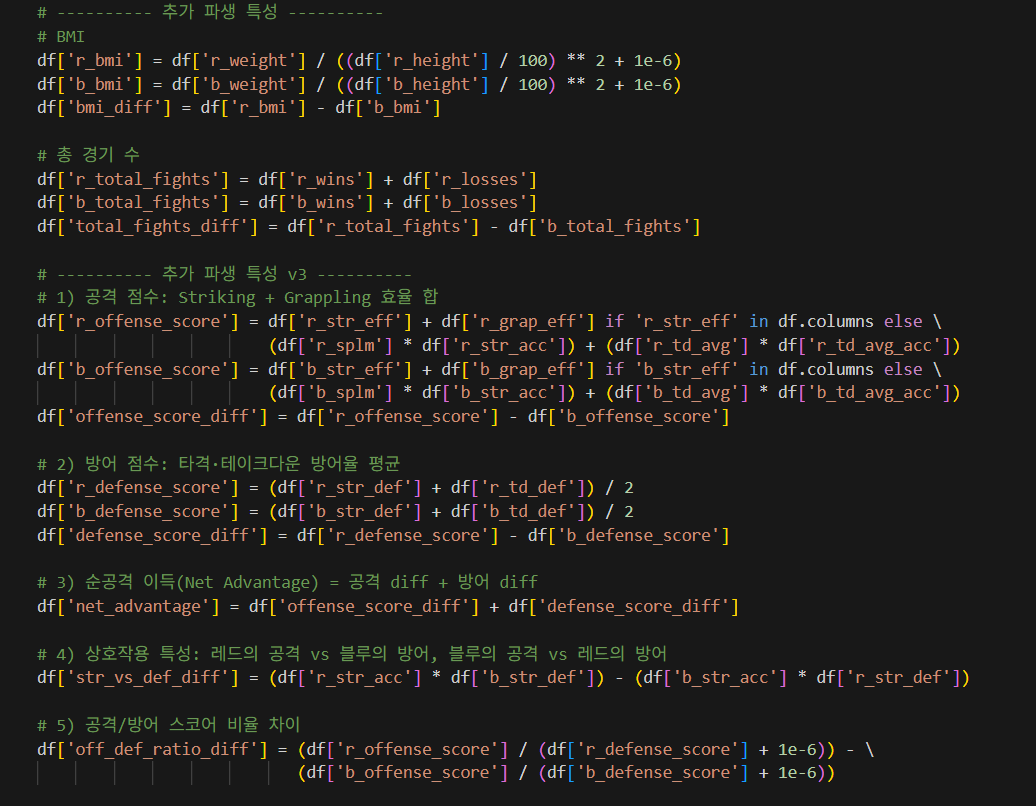 # ---------- 추가 파생 특성 ----------
# BMI
df['r_bmi'] = df['r_weight'] / ((df['r_height'] / 100) ** 2 + 1e-6)
df['b_bmi'] = df['b_weight'] / ((df['b_height'] / 100) ** 2 + 1e-6)
df['bmi_diff'] = df['r_bmi'] - df['b_bmi']
# 총 경기 수
df['r_total_fights'] = df['r_wins'] + df['r_losses']
df['b_total_fights'] = df['b_wins'] + df['b_losses']
df['total_fights_diff'] = df['r_total_fights'] - df['b_total_fights']
# ---------- 추가 파생 특성 v3 ----------
# 1) 공격 점수: Striking + Grappling 효율 합
df['r_offense_score'] = df['r_str_eff'] + df['r_grap_eff'] if 'r_str_eff' in df.columns else \
(df['r_splm'] * df['r_str_acc']) + (df['r_td_avg'] * df['r_td_avg_acc'])
df['b_offense_score'] = df['b_str_eff'] + df['b_grap_eff'] if 'b_str_eff' in df.columns else \
(df['b_splm'] * df['b_str_acc']) + (df['b_td_avg'] * df['b_td_avg_acc'])
df['offense_score_diff'] = df['r_offense_score'] - df['b_offense_score']
# 2) 방어 점수: 타격·테이크다운 방어율 평균
df['r_defense_score'] = (df['r_str_def'] + df['r_td_def']) / 2
df['b_defense_score'] = (df['b_str_def'] + df['b_td_def']) / 2
df['defense_score_diff'] = df['r_defense_score'] - df['b_defense_score']
# 3) 순공격 이득(Net Advantage) = 공격 diff + 방어 diff
df['net_advantage'] = df['offense_score_diff'] + df['defense_score_diff']
# 4) 상호작용 특성: 레드의 공격 vs 블루의 방어, 블루의 공격 vs 레드의 방어
df['str_vs_def_diff'] = (df['r_str_acc'] * df['b_str_def']) - (df['b_str_acc'] * df['r_str_def'])
# 5) 공격/방어 스코어 비율 차이
df['off_def_ratio_diff'] = (df['r_offense_score'] / (df['r_defense_score'] + 1e-6)) - \
(df['b_offense_score'] / (df['b_defense_score'] + 1e-6))